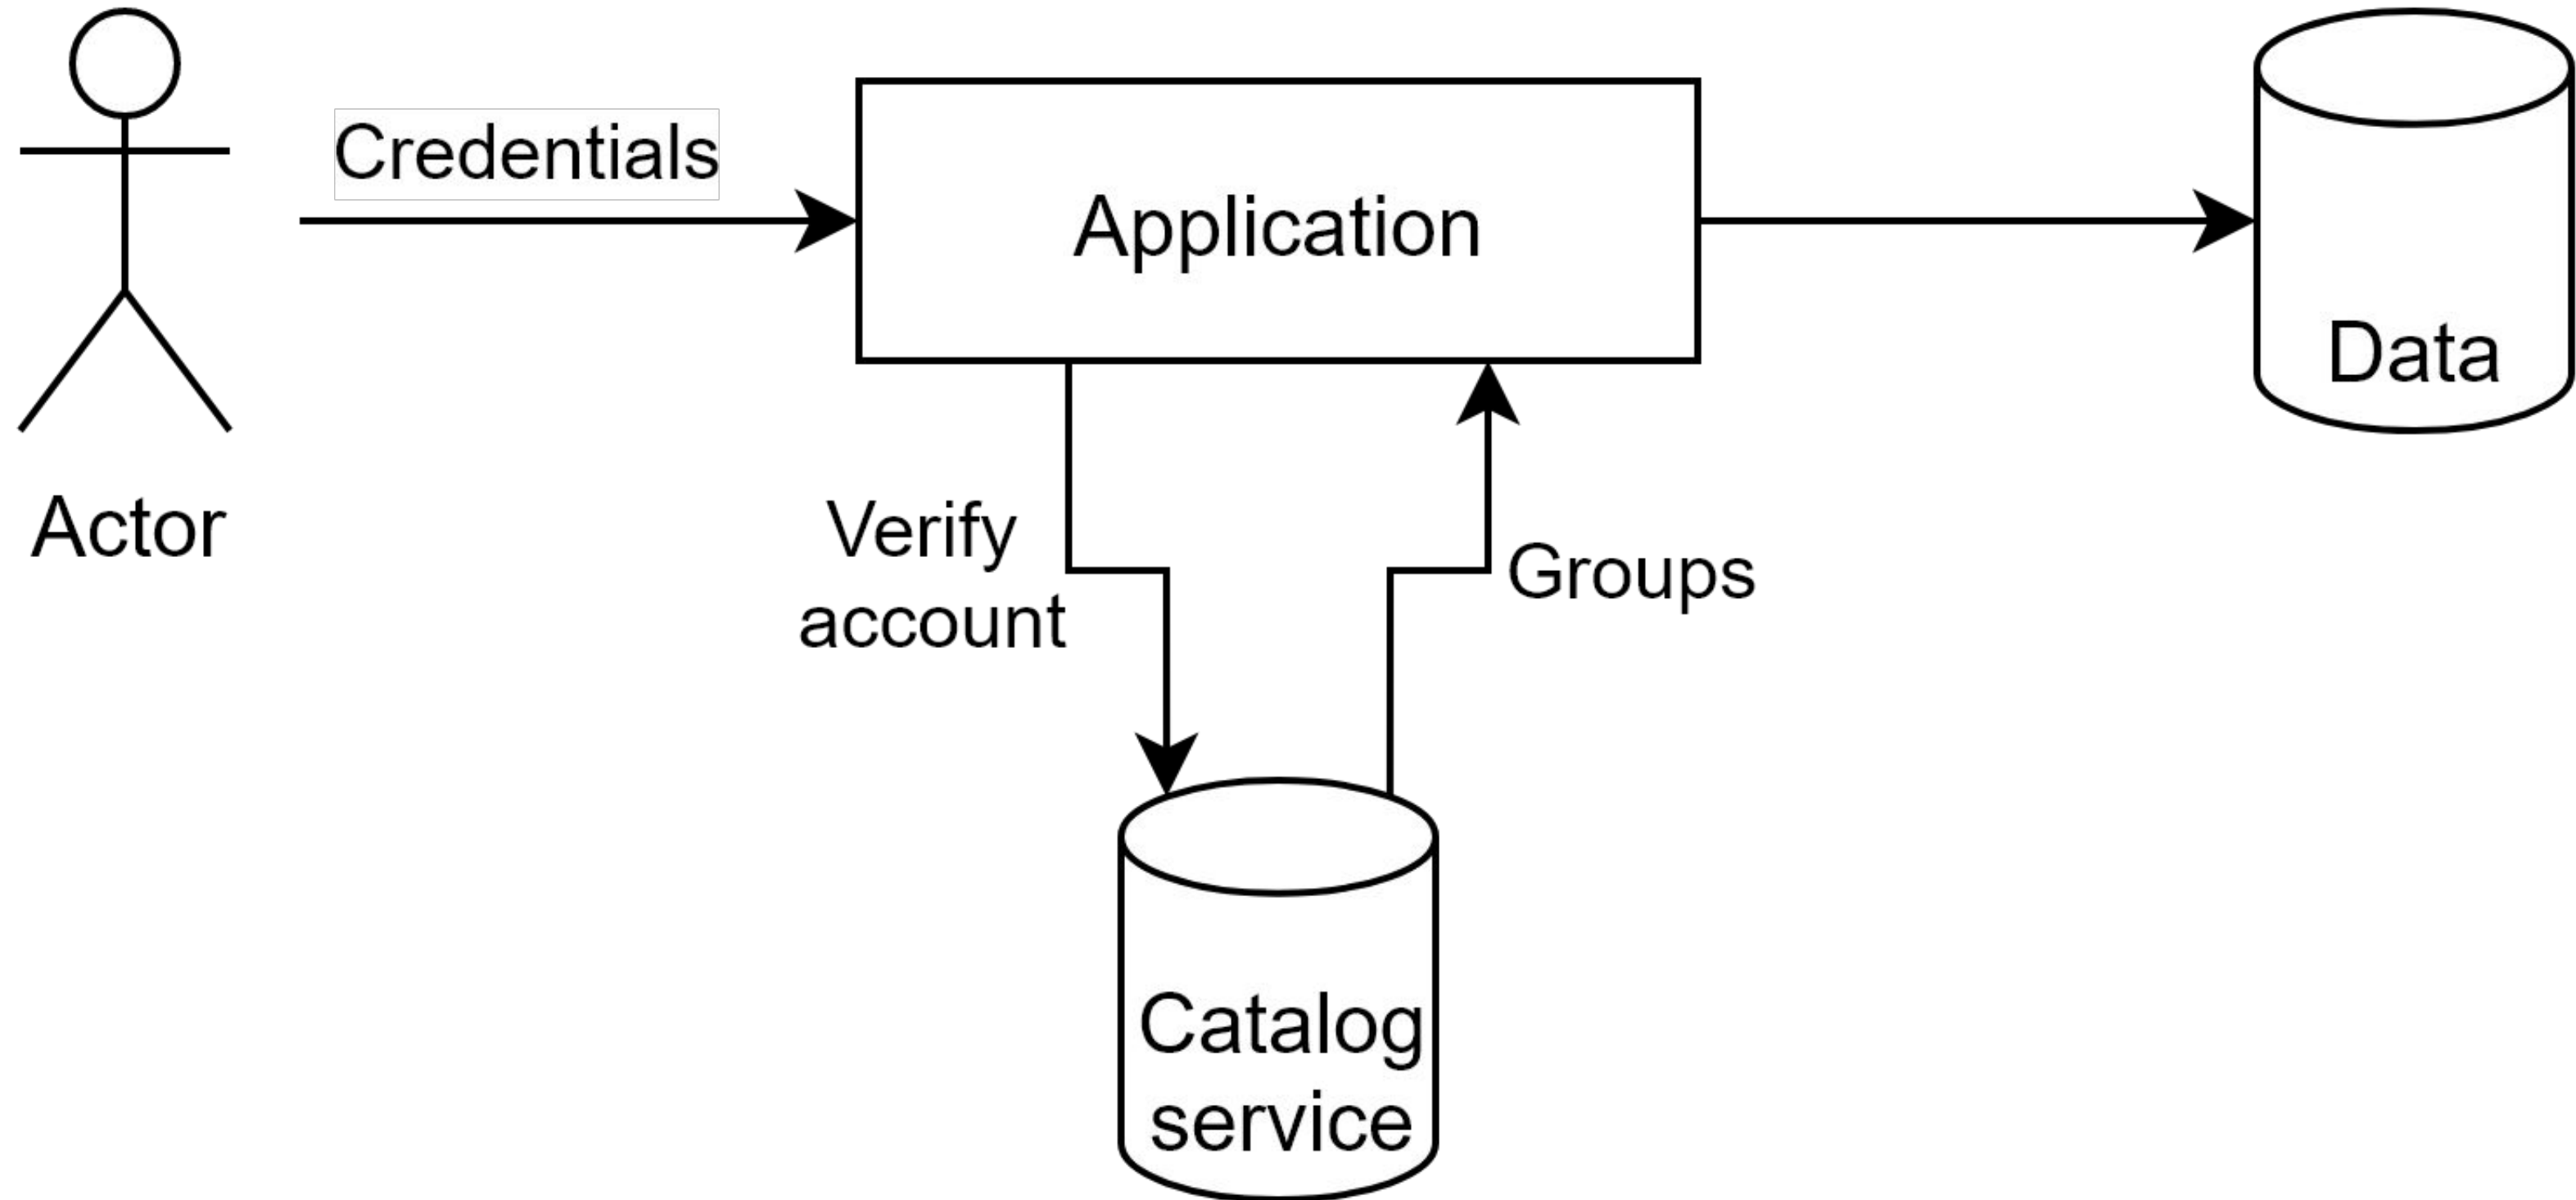 Credentials
Application
Data
Actor
Verify
account
Groups
Catalog
service